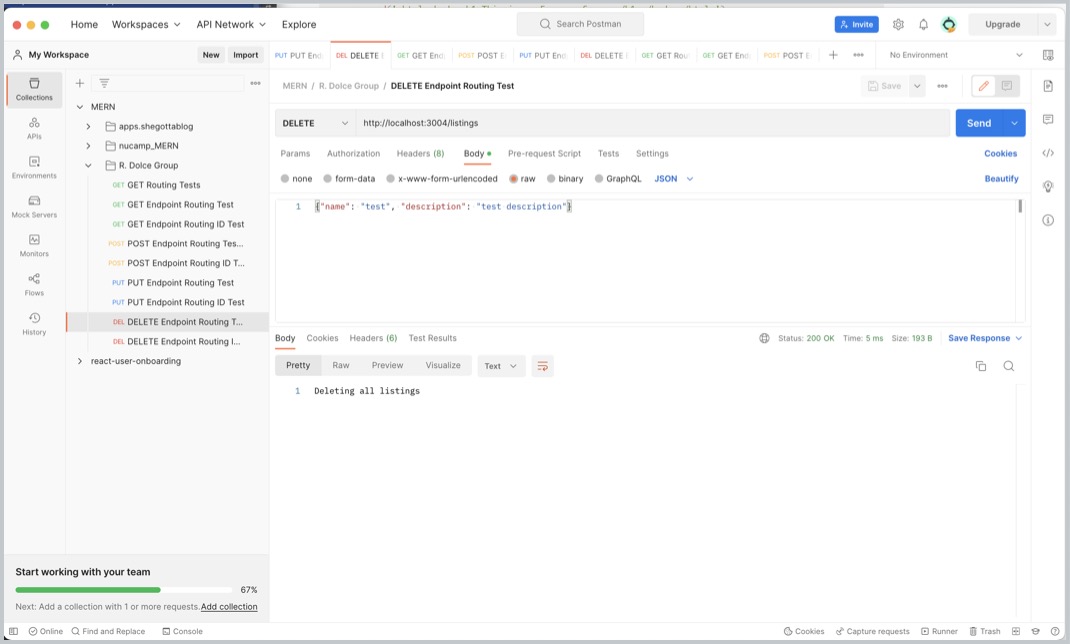 Home Workspaces API Network Explore Search Postman Invite Upgrade
My Workspace New Import PUT PUT End DEL DELETE GET GET End POST POST E PUT PUT End DEL DELETE GET GET Rou GET GET End POST POST E No Environment
Collections
APIs
Environments
Mock Servers
Monitors
Flows
History
MERN
apps.shegottablog
nucamp_MERN
R. Dolce Group
GET GET Routing Tests
GET GET Endpoint Routing Test
GET GET Endpoint Routing ID Test
POST POST Endpoint Routing Tes...
POST POST Endpoint Routing ID T...
PUT PUT Endpoint Routing Test
PUT PUT Endpoint Routing ID Test
DEL DELETE Endpoint Routing T...
DEL DELETE Endpoint Routing I...
react-user-onboarding
MERN / R. Dolce Group / DELETE Endpoint Routing Test Save
DELETE http://localhost:3004/listings Send
Params Authorization Headers (8) Body Pre-request Script Tests Settings Cookies
none form-data x-www-form-urlencoded raw binary GraphQL JSON Beautify
1 {"name": "test", "description": "test description"}
Body Cookies Headers (6) Test Results Status: 200 OK Time: 5 ms Size: 193 B Save Response
Pretty Raw Preview Visualize Text
1 Deleting all listings
Start working with your team
67%
Next: Add a collection with 1 or more requests. Add collection
Online Find and Replace Console Cookies Capture requests Runner Trash